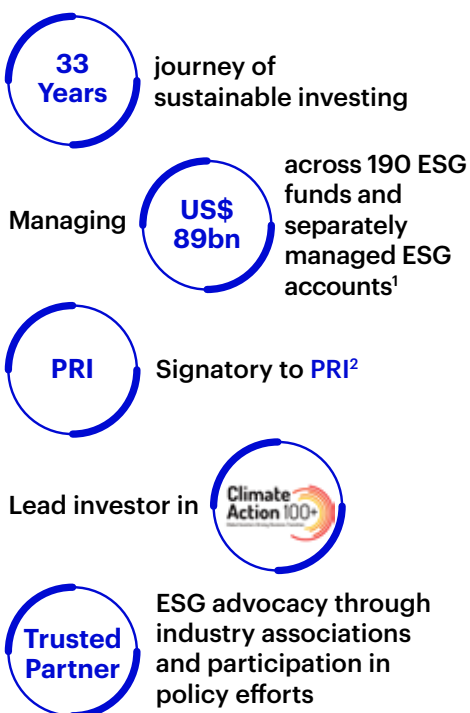 33
Years
journey of
sustainable investing
Managing
US$
89bn
across 190 ESG
funds and
separately
managed ESG
accounts¹
PRI
Signatory to PRI²
Lead investor in
Climate
Action 100+
Trusted
Partner
ESG advocacy through
industry associations
and participation in
policy efforts